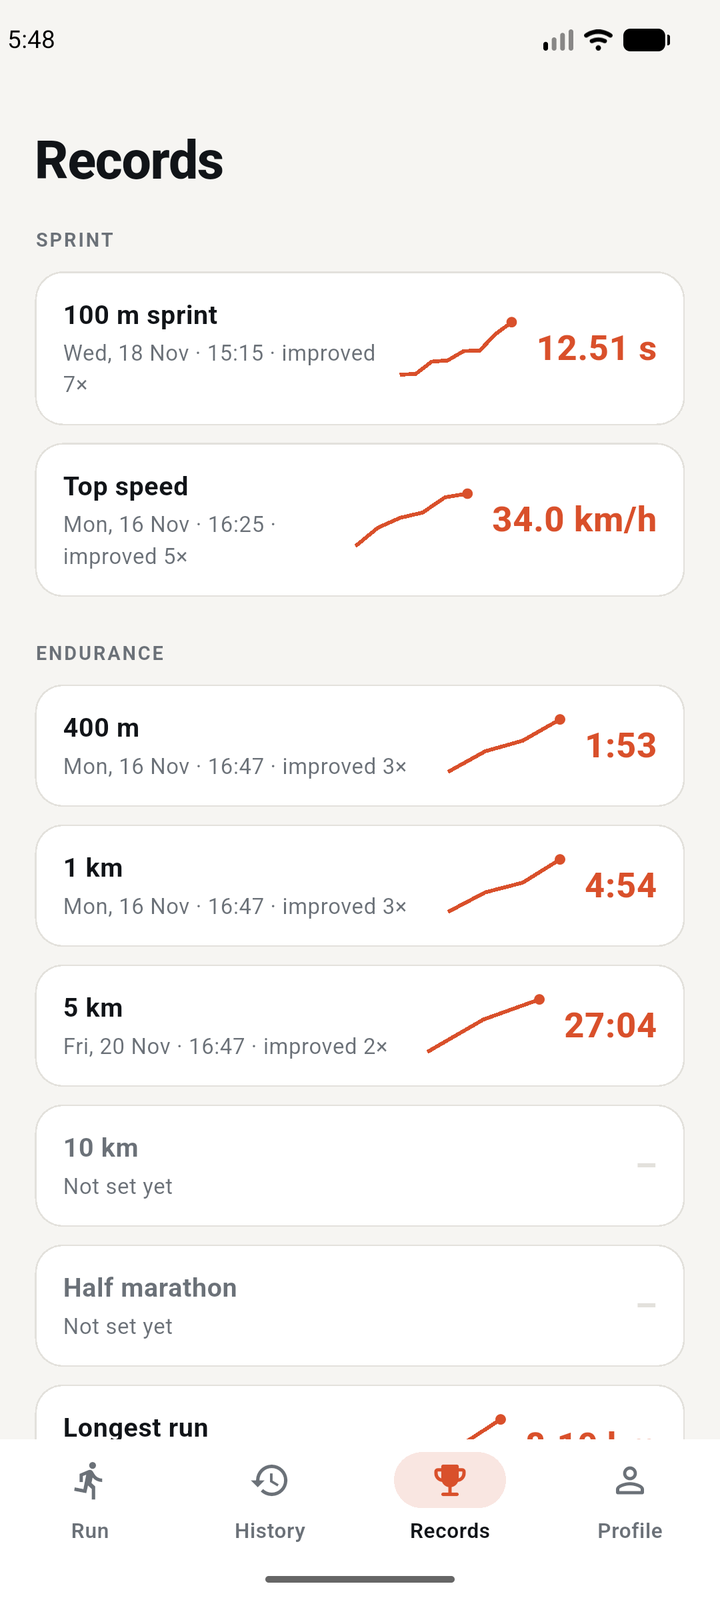 5:48
Records
SPRINT
100 m sprint
Wed, 18 Nov · 15:15 · improved
7×
12.51 s
Top speed
Mon, 16 Nov · 16:25 ·
improved 5×
34.0 km/h
ENDURANCE
400 m
Mon, 16 Nov · 16:47 · improved 3×
1:53
1 km
Mon, 16 Nov · 16:47 · improved 3×
4:54
5 km
Fri, 20 Nov · 16:47 · improved 2×
27:04
10 km
Not set yet
–
Half marathon
Not set yet
–
Longest run
Run
History
Records
Profile